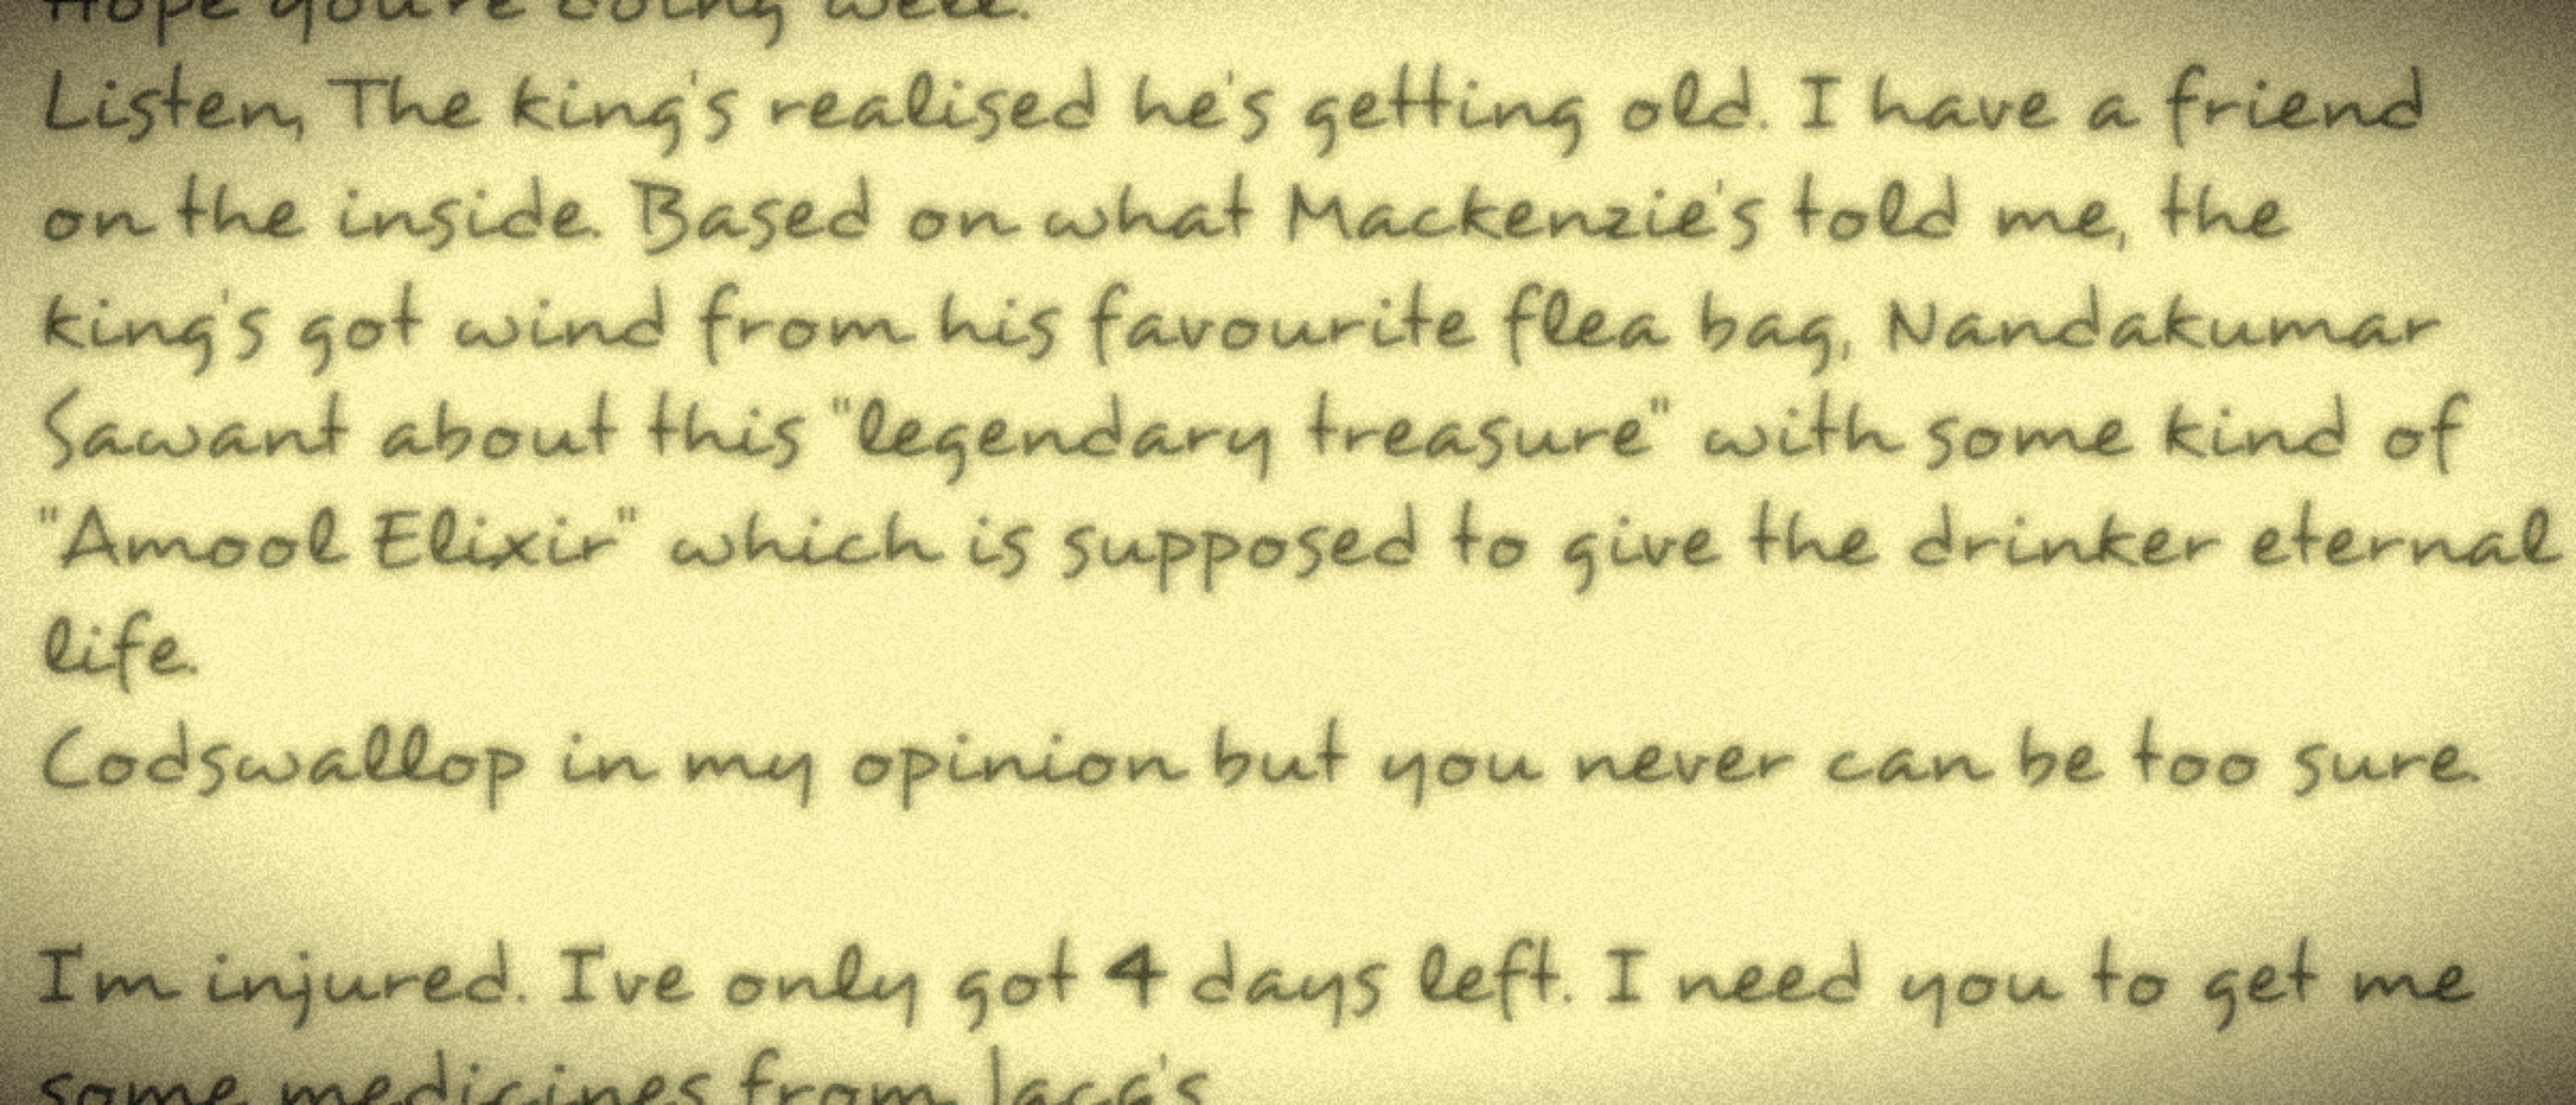 Hope you're doing well.
Listen, The king's realised he's getting old. I have a friend
on the inside. Based on what Mackenzie's told me, the
king's got wind from his favourite flea bag, Nandakumar
Sawant about this "legendary treasure" with some kind of
"Amool Elixir" which is supposed to give the drinker eternal
life.
Codswallop in my opinion but you never can be too sure.
I'm injured. I've only got 4 days left. I need you to get me
some medicines from